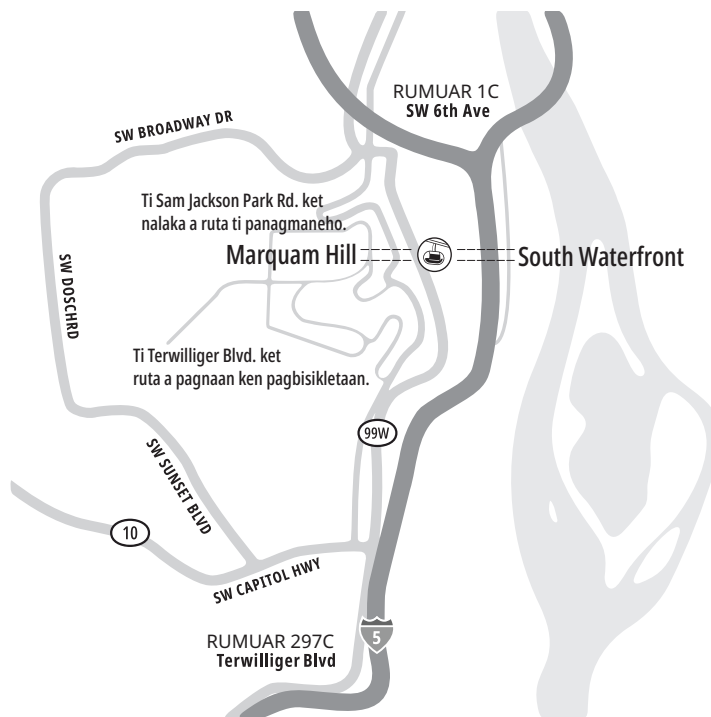 RUMUAR 1C
SW 6th Ave
SW BROADWAY DR
Ti Sam Jackson Park Rd. ket
nalaka a ruta ti panagmaneho.
Marquam Hill
South Waterfront
SW DOSCHRD
Ti Terwilliger Blvd. ket
ruta a pagnaan ken pagbisikletaan.
99W
SW SUNSET BLVD
10
SW CAPITOL HWY
RUMUAR 297C
Terwilliger Blvd
5